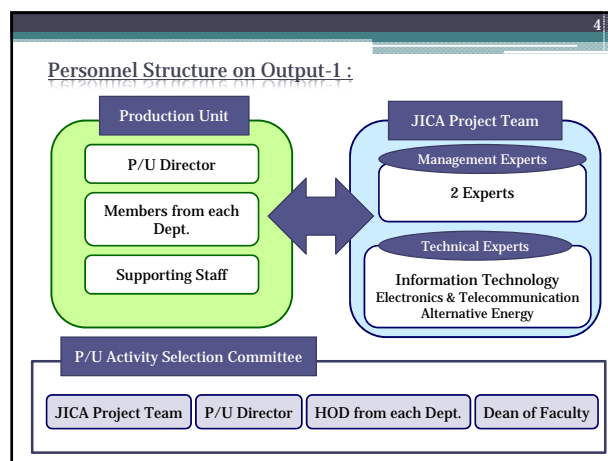 4
Personnel Structure on Output-1 :
Production Unit
P/U Director
Members from each
Dept.
Supporting Staff
JICA Project Team
Management Experts
2 Experts
Technical Experts
Information Technology
Electronics & Telecommunication
Alternative Energy
P/U Activity Selection Committee
JICA Project Team
P/U Director
HOD from each Dept.
Dean of Faculty